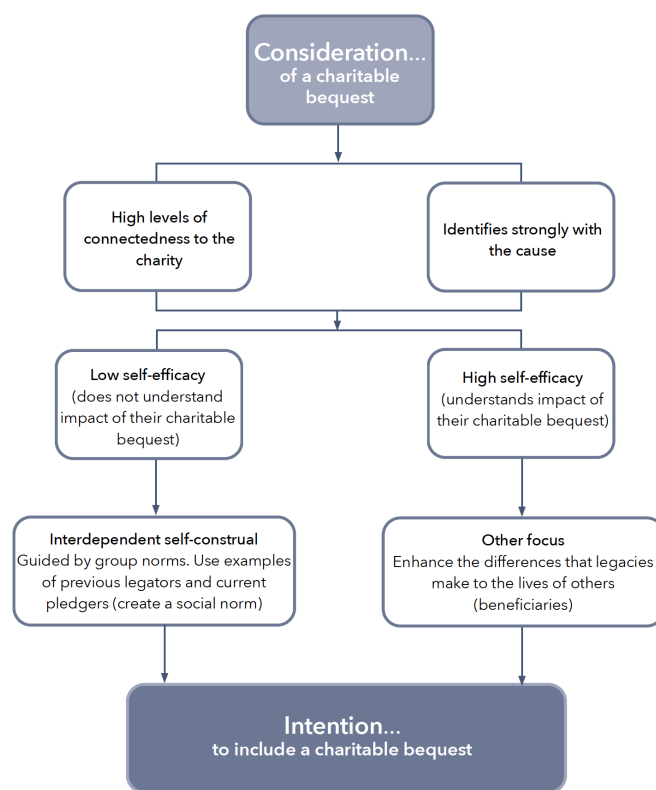 Consideration...
of a charitable
bequest
High levels of
connectedness to the
charity
Identifies strongly with
the cause
Low self-efficacy
(does not understand
impact of their charitable
bequest)
High self-efficacy
(understands impact of
their charitable bequest)
Interdependent self-construal
Guided by group norms. Use examples
of previous legators and current
pledgers (create a social norm)
Other focus
Enhance the differences that legacies
make to the lives of others
(beneficiaries)
Intention...
to include a charitable bequest